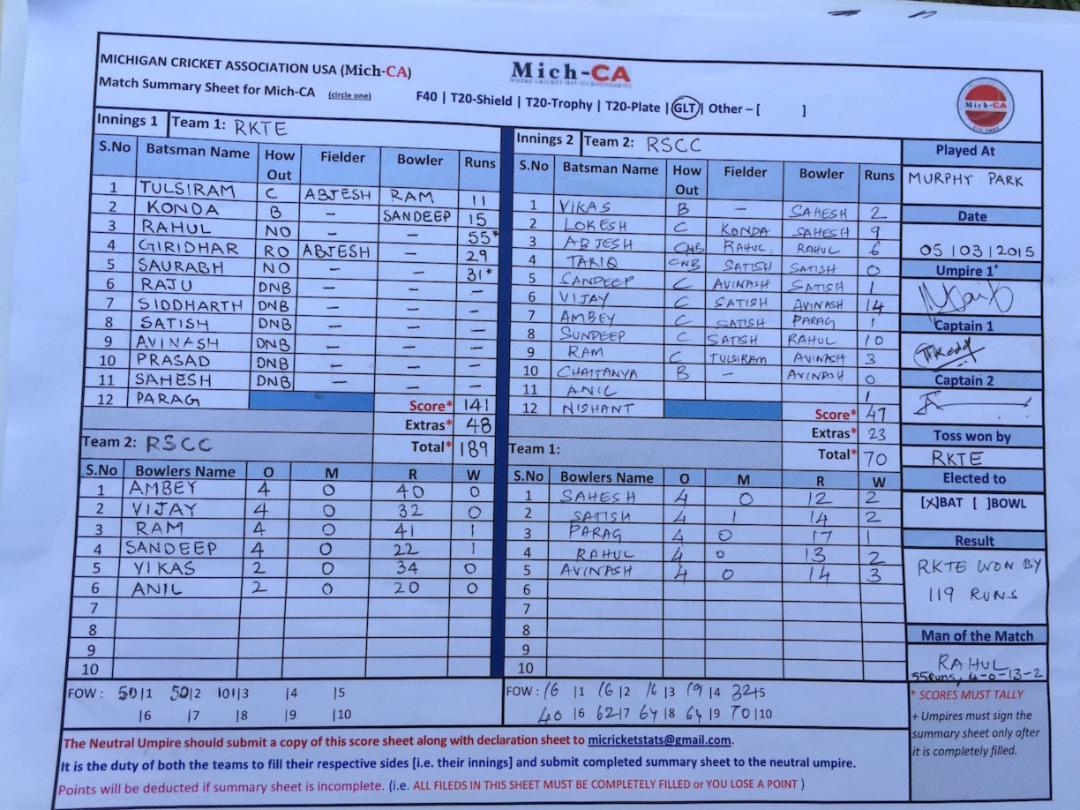 MICHIGAN CRICKET ASSOCIATION USA (Mich-CA)
Mich-CA
Match Summary Sheet for Mich-CA (circle one) F40 | T20-Shield | T20-Trophy | T20-Plate | GLT | Other – [ ]
Mich-CA
Innings 1 Team 1: RKTE
S.No Batsman Name How Out Fielder Bowler Runs
1 TULSIRAM C ABJESH RAM 11
2 KONDA B – SANDEEP 15
3 RAHUL NO – – 55*
4 GIRIDHAR RO ABJESH – 29
5 SAURABH NO – – 31*
6 RAJU DNB – – –
7 SIDDHARTH DNB – – –
8 SATISH DNB – – –
9 AVINASH DNB – – –
10 PRASAD DNB – – –
11 SAHESH DNB – – –
12 PARAG
Score* 141
Extras* 48
Total* 189
Team 2: RSCC
S.No Bowlers Name O M R W
1 AMBEY 4 0 40 0
2 VIJAY 4 0 32 0
3 RAM 4 0 41 1
4 SANDEEP 4 0 22 1
5 VIKAS 2 0 34 0
6 ANIL 2 0 20 0
7
8
9
10
FOW: 50|1 50|2 101|3 |4 |5
|6 |7 |8 |9 |10
Innings 2 Team 2: RSCC
S.No Batsman Name How Out Fielder Bowler Runs
1 VIKAS B – SAHESH 2
2 LOKESH C KONDA SAHESH 9
3 ABJESH CNB RAHUL RAHUL 6
4 TARIQ CNB SATISH SATISH 0
5 SANDEEP C AVINASH SATISH 1
6 VIJAY C SATISH AVINASH 14
7 AMBEY C SATISH PARAG 1
8 SUNDEEP C SATISH RAHUL 10
9 RAM C TULSIRAM AVINASH 3
10 CHAITANYA B – AVINASH 0
11 ANIL 1
12 NISHANT
Score* 47
Extras* 23
Total* 70
Team 1:
S.No Bowlers Name O M R W
1 SAHESH 4 0 12 2
2 SATISH 4 1 14 2
3 PARAG 4 0 17 1
4 RAHUL 4 0 13 2
5 AVINASH 4 0 14 3
6
7
8
9
10
FOW: 16 |1 16|2 16|3 19|4 32|5
40|6 62|7 64|8 64|9 70|10
Played At
MURPHY PARK
Date
05|03|2015
Umpire 1+
Captain 1
Captain 2
Toss won by
RKTE
Elected to
[X]BAT [ ]BOWL
Result
RKTE WON BY
119 RUNS
Man of the Match
RAHUL
55runs, 4-0-13-2
* SCORES MUST TALLY
+ Umpires must sign the
summary sheet only after
it is completely filled.
The Neutral Umpire should submit a copy of this score sheet along with declaration sheet to micricketstats@gmail.com.
It is the duty of both the teams to fill their respective sides [i.e. their innings] and submit completed summary sheet to the neutral umpire.
Points will be deducted if summary sheet is incomplete. (i.e. ALL FILEDS IN THIS SHEET MUST BE COMPLETELY FILLED or YOU LOSE A POINT )